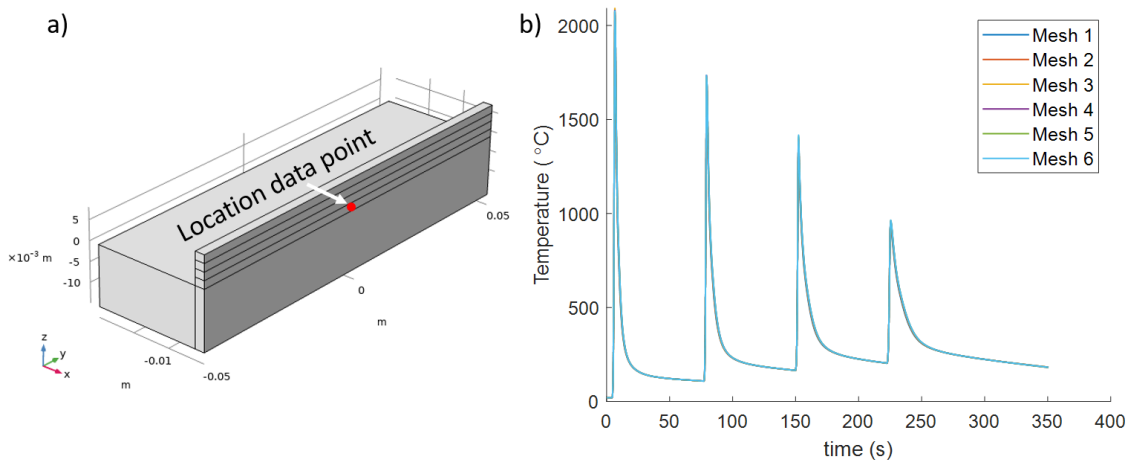 a)
Location data point
5
0
-5
-10
×10⁻³ m
0.05
0
m
-0.01
-0.05
m
z
y
x
b)
Mesh 1
Mesh 2
Mesh 3
Mesh 4
Mesh 5
Mesh 6
2000
1500
1000
500
0
Temperature ( °C)
0
50
100
150
200
250
300
350
400
time (s)